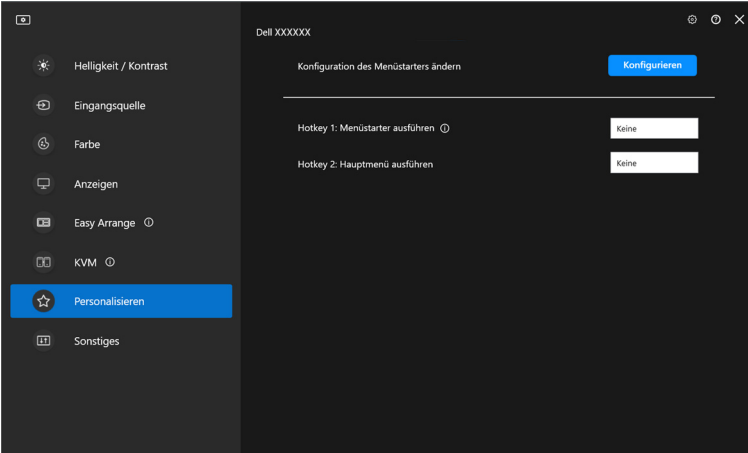 Dell XXXXXX
Helligkeit / Kontrast
Eingangsquelle
Farbe
Anzeigen
Easy Arrange
KVM
Personalisieren
Sonstiges
Konfiguration des Menüstarters ändern
Konfigurieren
Hotkey 1: Menüstarter ausführen
Keine
Hotkey 2: Hauptmenü ausführen
Keine